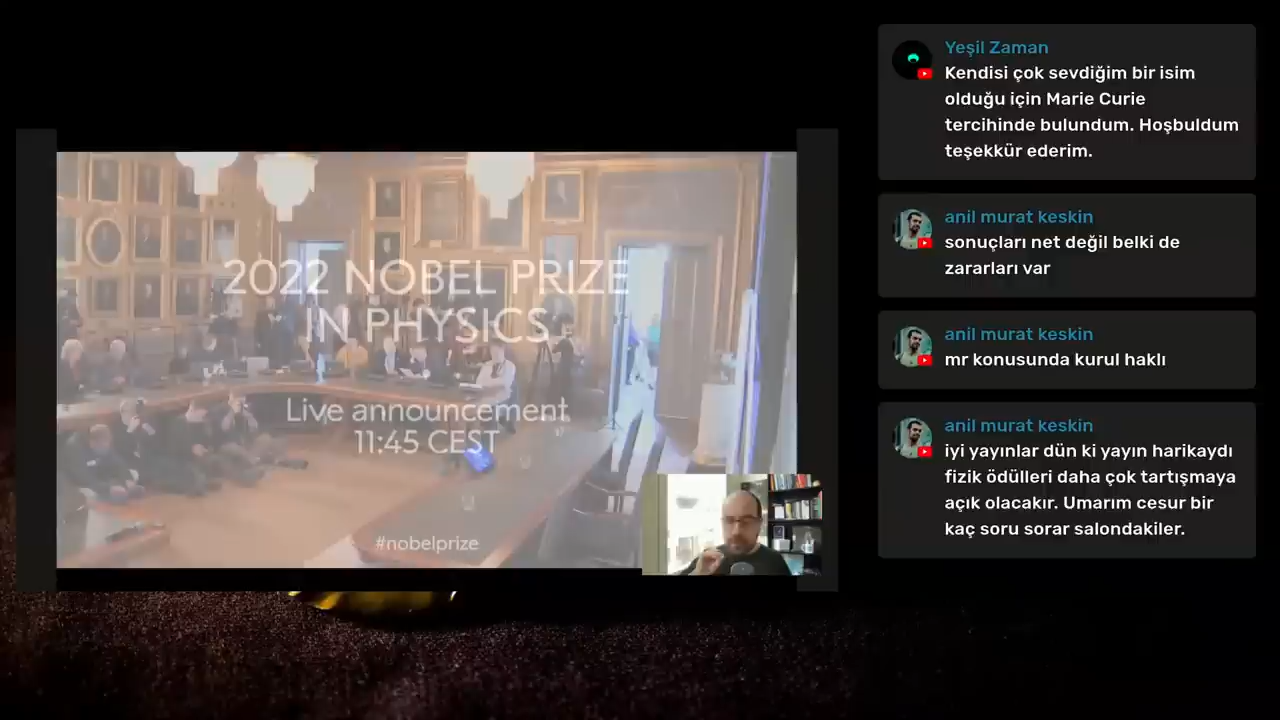 2022 NOBEL PRIZE
IN PHYSICS
Live announcement
11:45 CEST
#nobelprize
Yeşil Zaman
Kendisi çok sevdiğim bir isim
olduğu için Marie Curie
tercihinde bulundum. Hoşbuldum
teşekkür ederim.
anil murat keskin
sonuçları net değil belki de
zararları var
anil murat keskin
mr konusunda kurul haklı
anil murat keskin
iyi yayınlar dün ki yayın harikaydı
fizik ödülleri daha çok tartışmaya
açık olacakır. Umarım cesur bir
kaç soru sorar salondakiler.